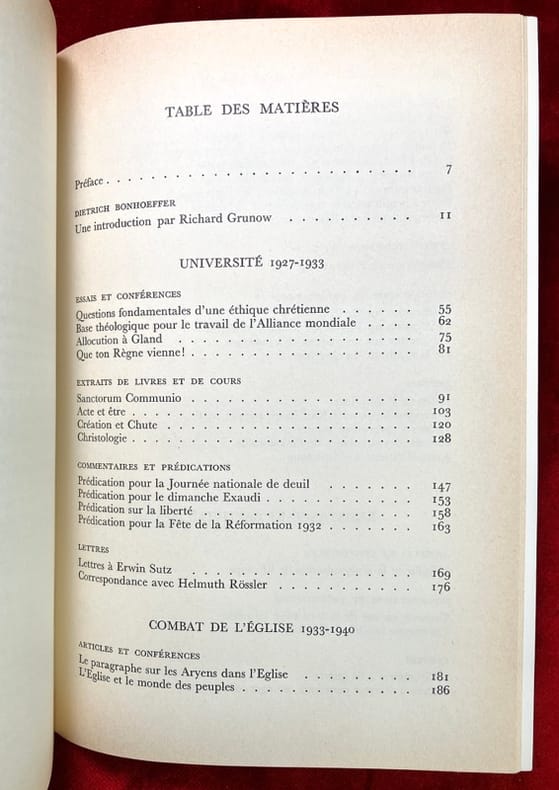 TABLE DES MATIÈRES
Préface . . . . . . . . . . . . . . . . . . . . . . . . 7
DIETRICH BONHOEFFER
Une introduction par Richard Grunow . . . . . . . . . . 11
UNIVERSITÉ 1927-1933
ESSAIS ET CONFÉRENCES
Questions fondamentales d'une éthique chrétienne . . . . . . 55
Base théologique pour le travail de l'Alliance mondiale . . . . 62
Allocution à Gland . . . . . . . . . . . . . . . . . . 75
Que ton Règne vienne! . . . . . . . . . . . . . . . . . 81
EXTRAITS DE LIVRES ET DE COURS
Sanctorum Communio . . . . . . . . . . . . . . . . . 91
Acte et être . . . . . . . . . . . . . . . . . . . . . 103
Création et Chute . . . . . . . . . . . . . . . . . . . 120
Christologie . . . . . . . . . . . . . . . . . . . . . 128
COMMENTAIRES ET PRÉDICATIONS
Prédication pour la Journée nationale de deuil . . . . . . . 147
Prédication pour le dimanche Exaudi . . . . . . . . . . . 153
Prédication sur la liberté . . . . . . . . . . . . . . . . 158
Prédication pour la Fête de la Réformation 1932 . . . . . . . 163
LETTRES
Lettres à Erwin Sutz . . . . . . . . . . . . . . . . . . 169
Correspondance avec Helmuth Rössler . . . . . . . . . . . 176
COMBAT DE L'ÉGLISE 1933-1940
ARTICLES ET CONFÉRENCES
Le paragraphe sur les Aryens dans l'Eglise . . . . . . . . . 181
L'Eglise et le monde des peuples . . . . . . . . . . . . . 186